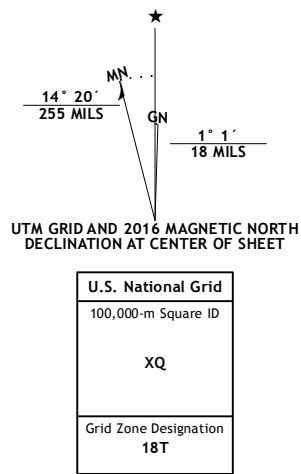 ★
MN
GN
14° 20´
255 MILS
1° 1´
18 MILS
UTM GRID AND 2016 MAGNETIC NORTH
DECLINATION AT CENTER OF SHEET
U.S. National Grid
100,000-m Square ID
XQ
Grid Zone Designation
18T